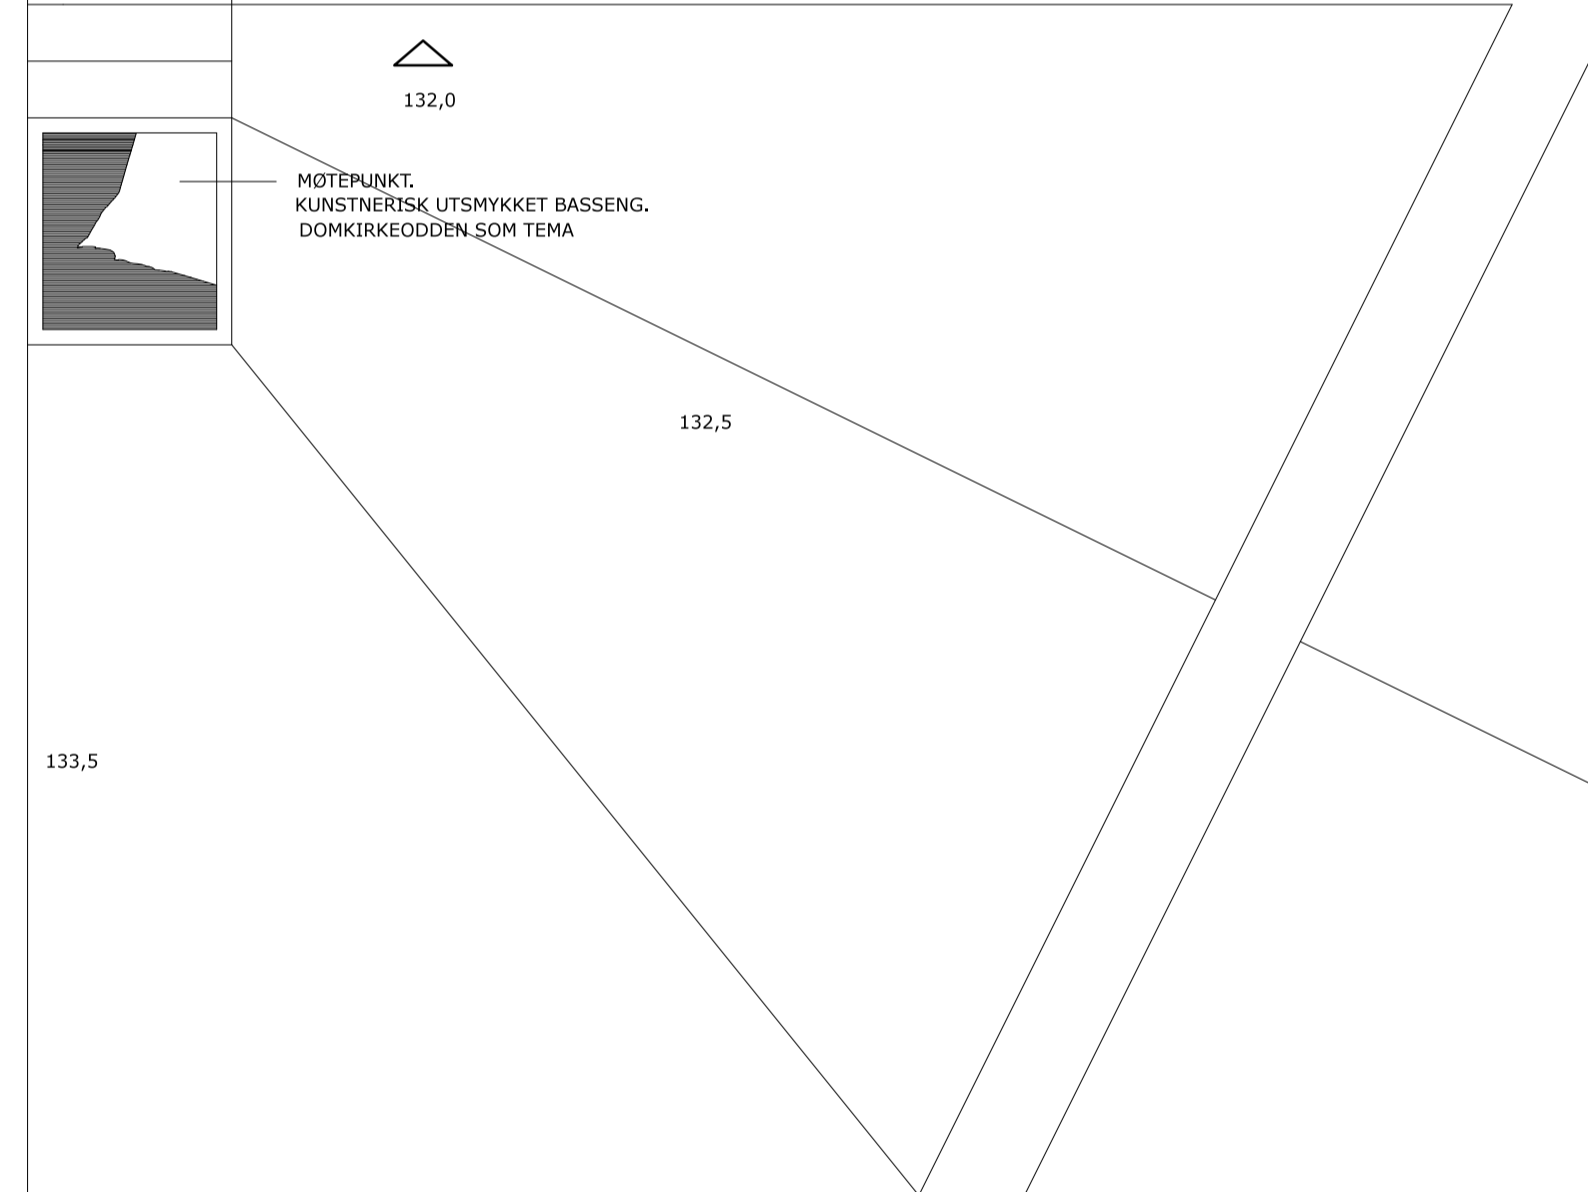 132,0
MØTEPUNKT.
KUNSTNERISK UTSMYKKET BASSENG.
DOMKIRKEODDEN SOM TEMA
132,5
133,5